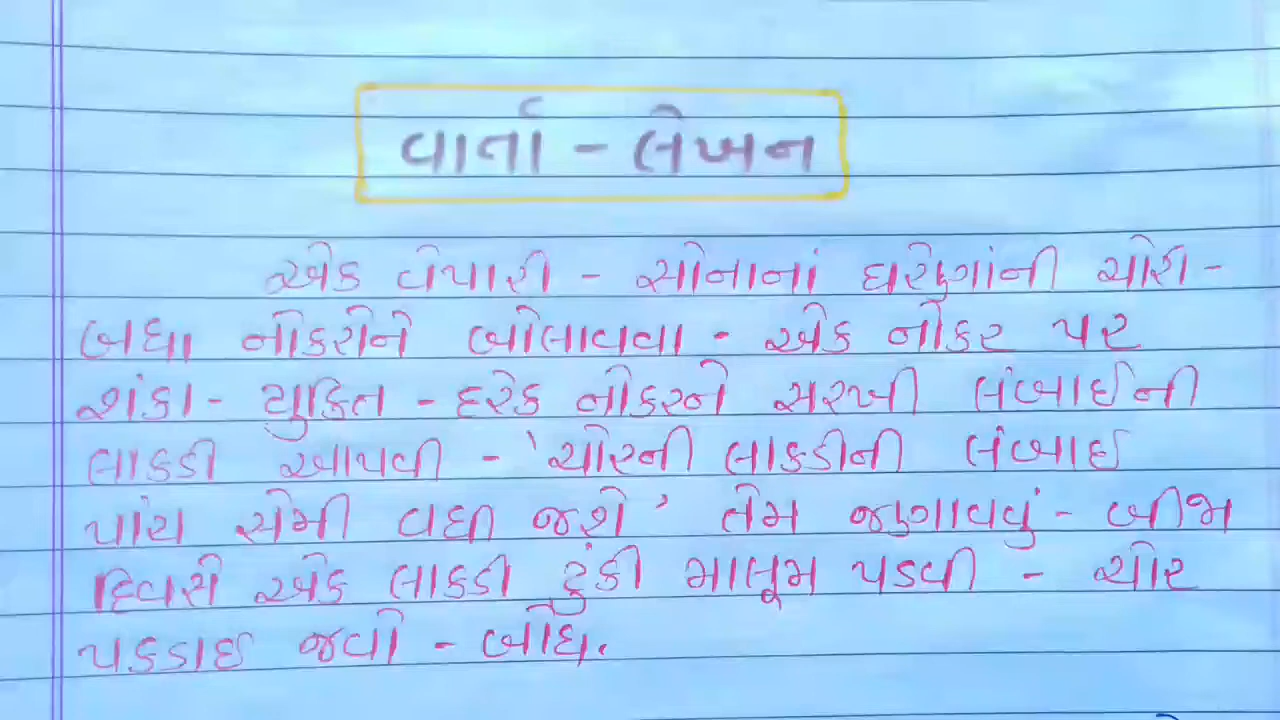 વાર્તા - લેખન
એક વેપારી - સોનાનાં ઘરેણાંની ચોરી -
બધા નોકરોને બોલાવવા - એક નોકર પર
શંકા - યુક્તિ - દરેક નોકરને સરખી લંબાઈની
લાકડી આપવી - 'ચોરની લાકડીની લંબાઈ
પાંચ સેમી વધી જશે' તેમ જણાવવું - બીજા
દિવસે એક લાકડી ટુંકી માલૂમ પડવી - ચોર
પકડાઈ જવો - બોધ.